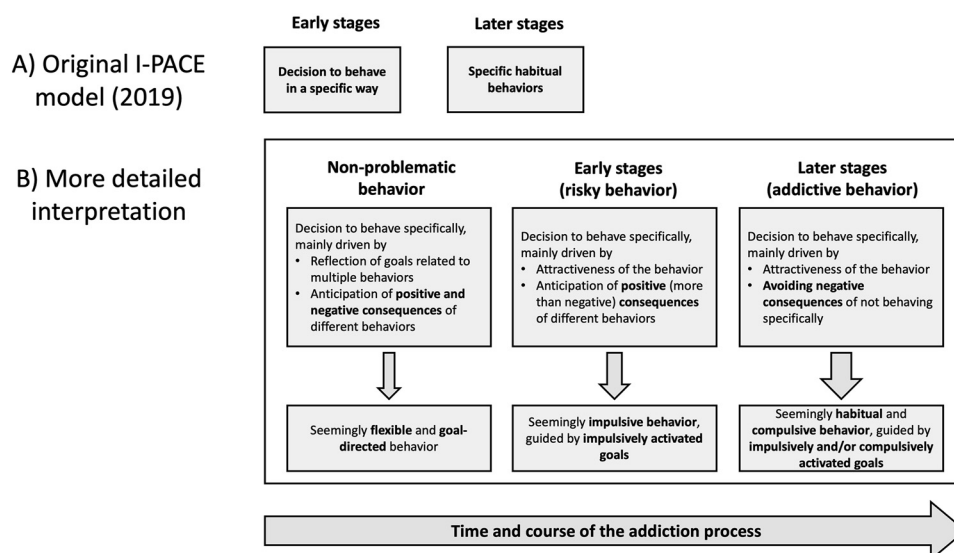 Early stages
Later stages
A) Original I-PACE
model (2019)
Decision to behave
in a specific way
Specific habitual
behaviors
B) More detailed
interpretation
Non-problematic
behavior
Decision to behave specifically,
mainly driven by
• Reflection of goals related to
multiple behaviors
• Anticipation of positive and
negative consequences of
different behaviors
Seemingly flexible and goal-
directed behavior
Early stages
(risky behavior)
Decision to behave specifically,
mainly driven by
• Attractiveness of the behavior
• Anticipation of positive (more
than negative) consequences
of different behaviors
Seemingly impulsive behavior,
guided by impulsively activated
goals
Later stages
(addictive behavior)
Decision to behave specifically,
mainly driven by
• Attractiveness of the behavior
• Avoiding negative
consequences of not behaving
specifically
Seemingly habitual and
compulsive behavior, guided by
impulsively and/or compulsively
activated goals
Time and course of the addiction process